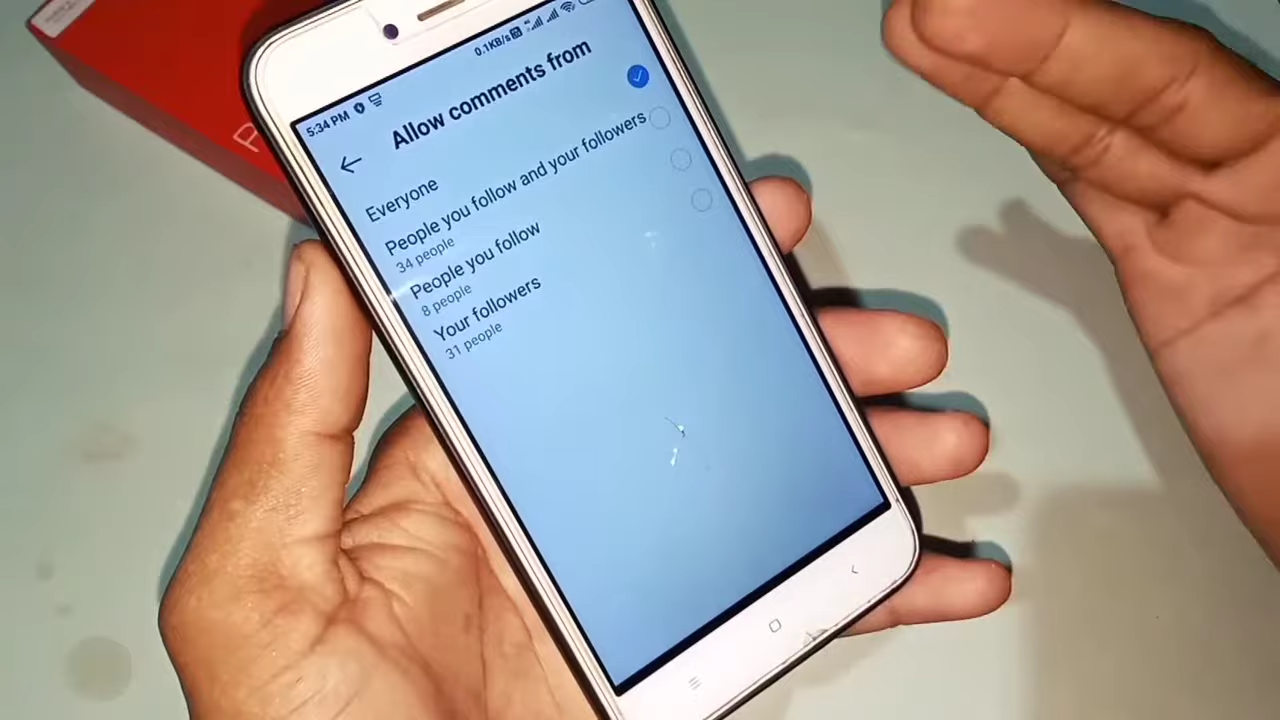 5:34 PM
0.1KB/s
Allow comments from
Everyone
People you follow and your followers
34 people
People you follow
8 people
Your followers
31 people